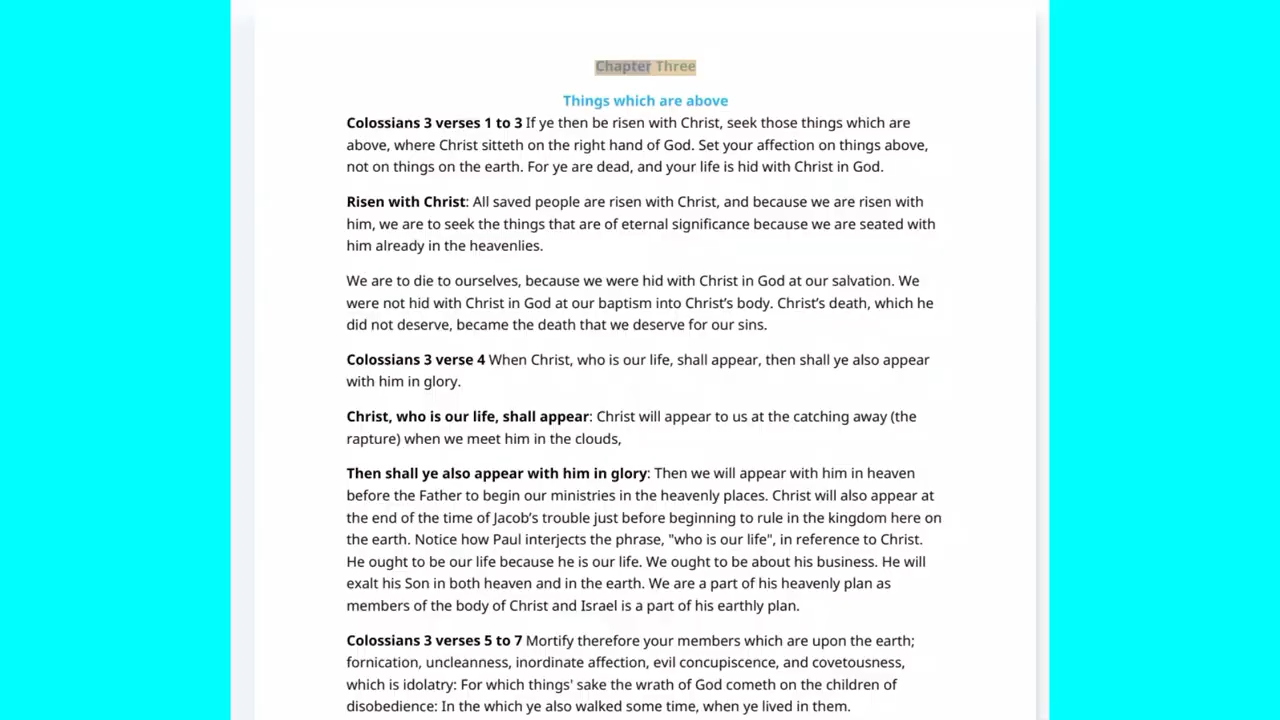 Chapter Three
Things which are above
Colossians 3 verses 1 to 3 If ye then be risen with Christ, seek those things which are
above, where Christ sitteth on the right hand of God. Set your affection on things above,
not on things on the earth. For ye are dead, and your life is hid with Christ in God.
Risen with Christ: All saved people are risen with Christ, and because we are risen with
him, we are to seek the things that are of eternal significance because we are seated with
him already in the heavenlies.
We are to die to ourselves, because we were hid with Christ in God at our salvation. We
were not hid with Christ in God at our baptism into Christ’s body. Christ’s death, which he
did not deserve, became the death that we deserve for our sins.
Colossians 3 verse 4 When Christ, who is our life, shall appear, then shall ye also appear
with him in glory.
Christ, who is our life, shall appear: Christ will appear to us at the catching away (the
rapture) when we meet him in the clouds,
Then shall ye also appear with him in glory: Then we will appear with him in heaven
before the Father to begin our ministries in the heavenly places. Christ will also appear at
the end of the time of Jacob’s trouble just before beginning to rule in the kingdom here on
the earth. Notice how Paul interjects the phrase, "who is our life", in reference to Christ.
He ought to be our life because he is our life. We ought to be about his business. He will
exalt his Son in both heaven and in the earth. We are a part of his heavenly plan as
members of the body of Christ and Israel is a part of his earthly plan.
Colossians 3 verses 5 to 7 Mortify therefore your members which are upon the earth;
fornication, uncleanness, inordinate affection, evil concupiscence, and covetousness,
which is idolatry: For which things' sake the wrath of God cometh on the children of
disobedience: In the which ye also walked some time, when ye lived in them.